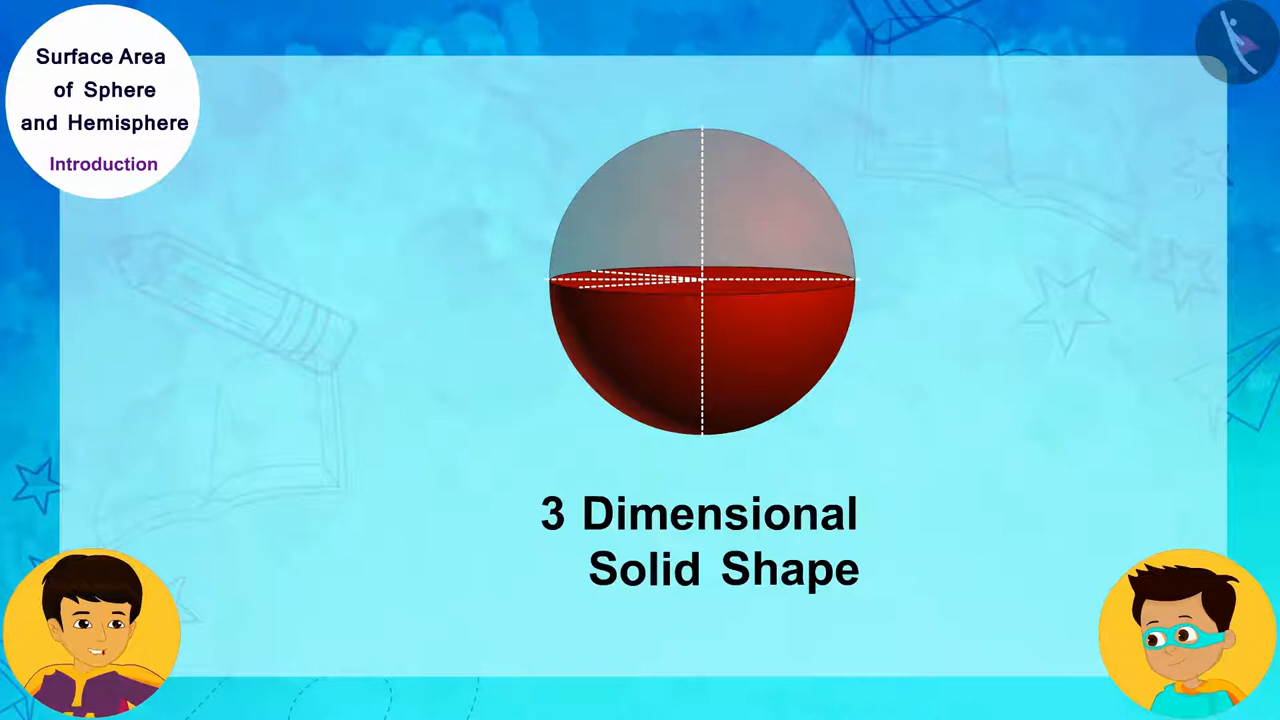 Surface Area
of Sphere
and Hemisphere
Introduction
3 Dimensional
Solid Shape